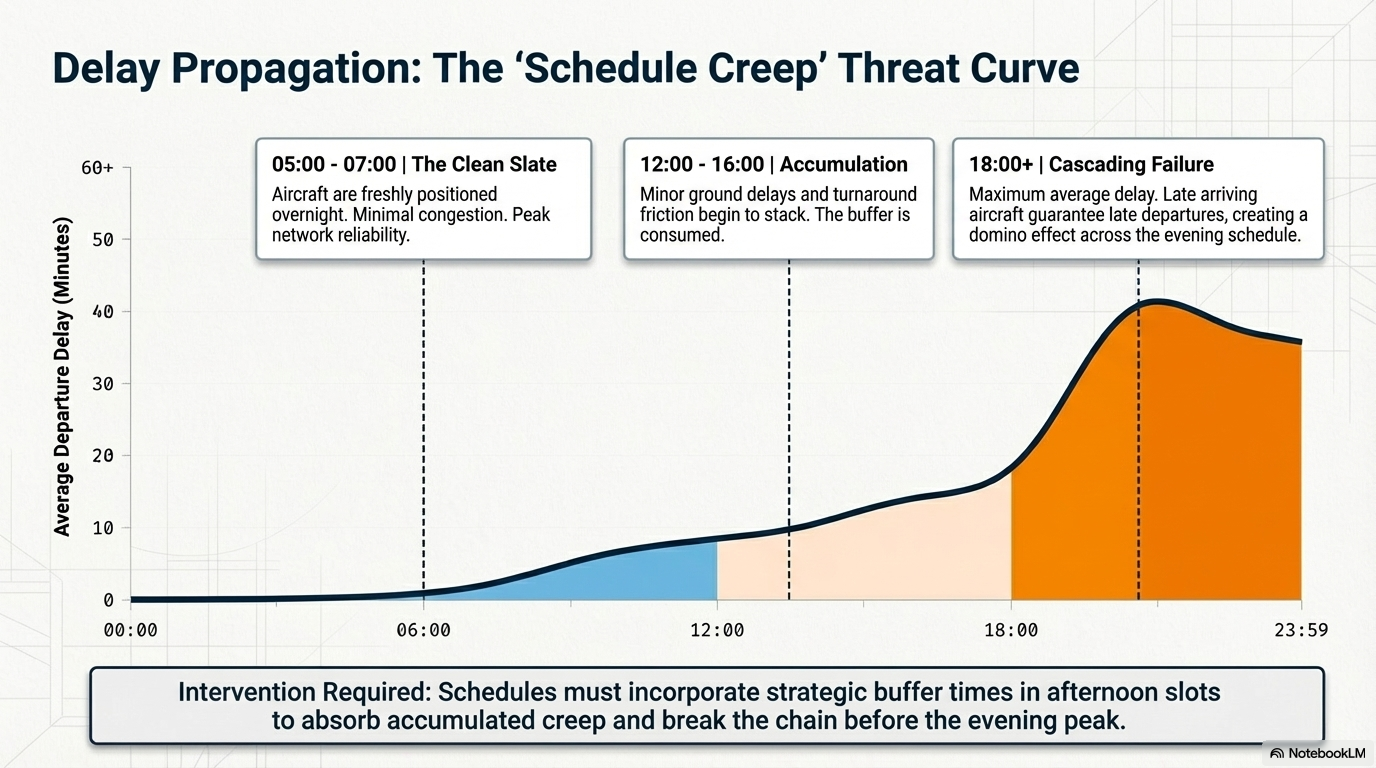 Delay Propagation: The ‘Schedule Creep’ Threat Curve
05:00 - 07:00 | The Clean Slate
Aircraft are freshly positioned
overnight. Minimal congestion. Peak
network reliability.
12:00 - 16:00 | Accumulation
Minor ground delays and turnaround
friction begin to stack. The buffer is
consumed.
18:00+ | Cascading Failure
Maximum average delay. Late arriving
aircraft guarantee late departures, creating a
domino effect across the evening schedule.
Average Departure Delay (Minutes)
60+
50
40
30
20
10
0
00:00
06:00
12:00
18:00
23:59
Intervention Required: Schedules must incorporate strategic buffer times in afternoon slots
to absorb accumulated creep and break the chain before the evening peak.
NotebookLM